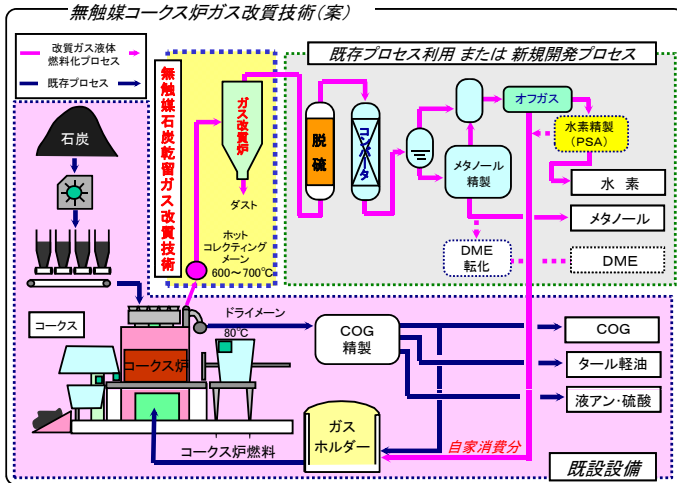 無触媒コークス炉ガス改質技術(案)
改質ガス液体
燃料化プロセス
既存プロセス
無触媒石炭乾留ガス改質技術
ガス改質炉
ダスト
ホット
コレクティング
メーン
600～700℃
既存プロセス利用 または 新規開発プロセス
脱硫
コンバータ
メタノール
精製
オフガス
水素精製
(PSA)
水 素
メタノール
DME
転化
DME
石炭
コークス
コークス炉
ドライメーン
80℃
COG
精製
COG
タール軽油
液アン・硫酸
ガス
ホルダー
コークス炉燃料
自家消費分
既設設備